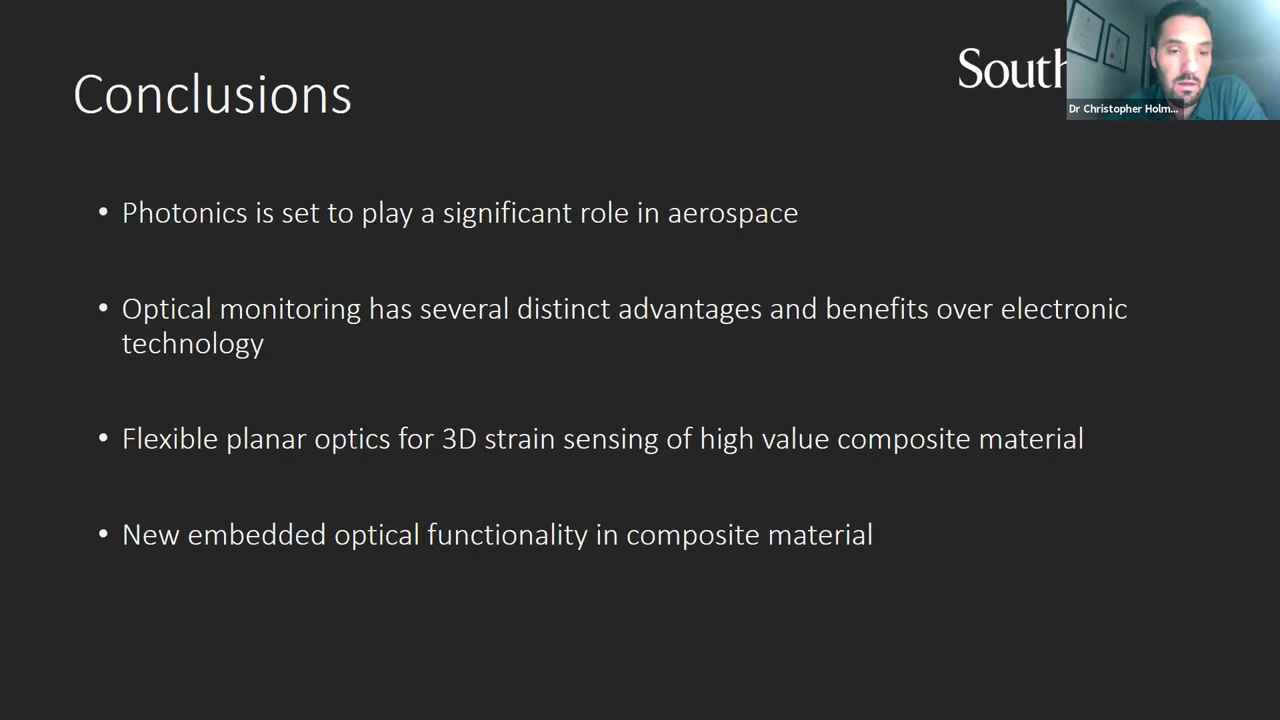 Conclusions
South
Dr Christopher Holm...
• Photonics is set to play a significant role in aerospace
• Optical monitoring has several distinct advantages and benefits over electronic
technology
• Flexible planar optics for 3D strain sensing of high value composite material
• New embedded optical functionality in composite material